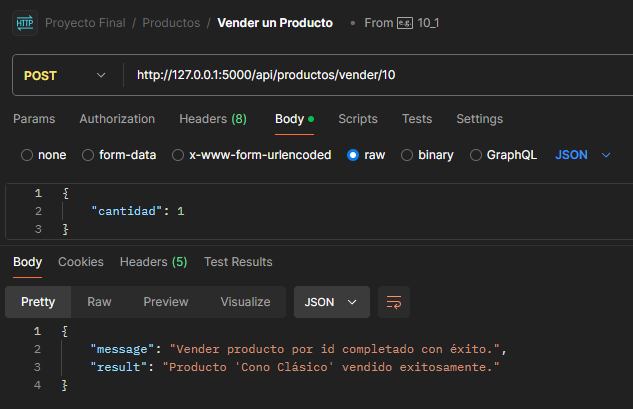 HTTP Proyecto Final / Productos / Vender un Producto • From e.g. 10_1
POST http://127.0.0.1:5000/api/productos/vender/10
Params Authorization Headers (8) Body Scripts Tests Settings
none form-data x-www-form-urlencoded raw binary GraphQL JSON
1 {
2 "cantidad": 1
3 }
Body Cookies Headers (5) Test Results
Pretty Raw Preview Visualize JSON
1 {
2 "message": "Vender producto por id completado con éxito.",
3 "result": "Producto 'Cono Clásico' vendido exitosamente."
4 }